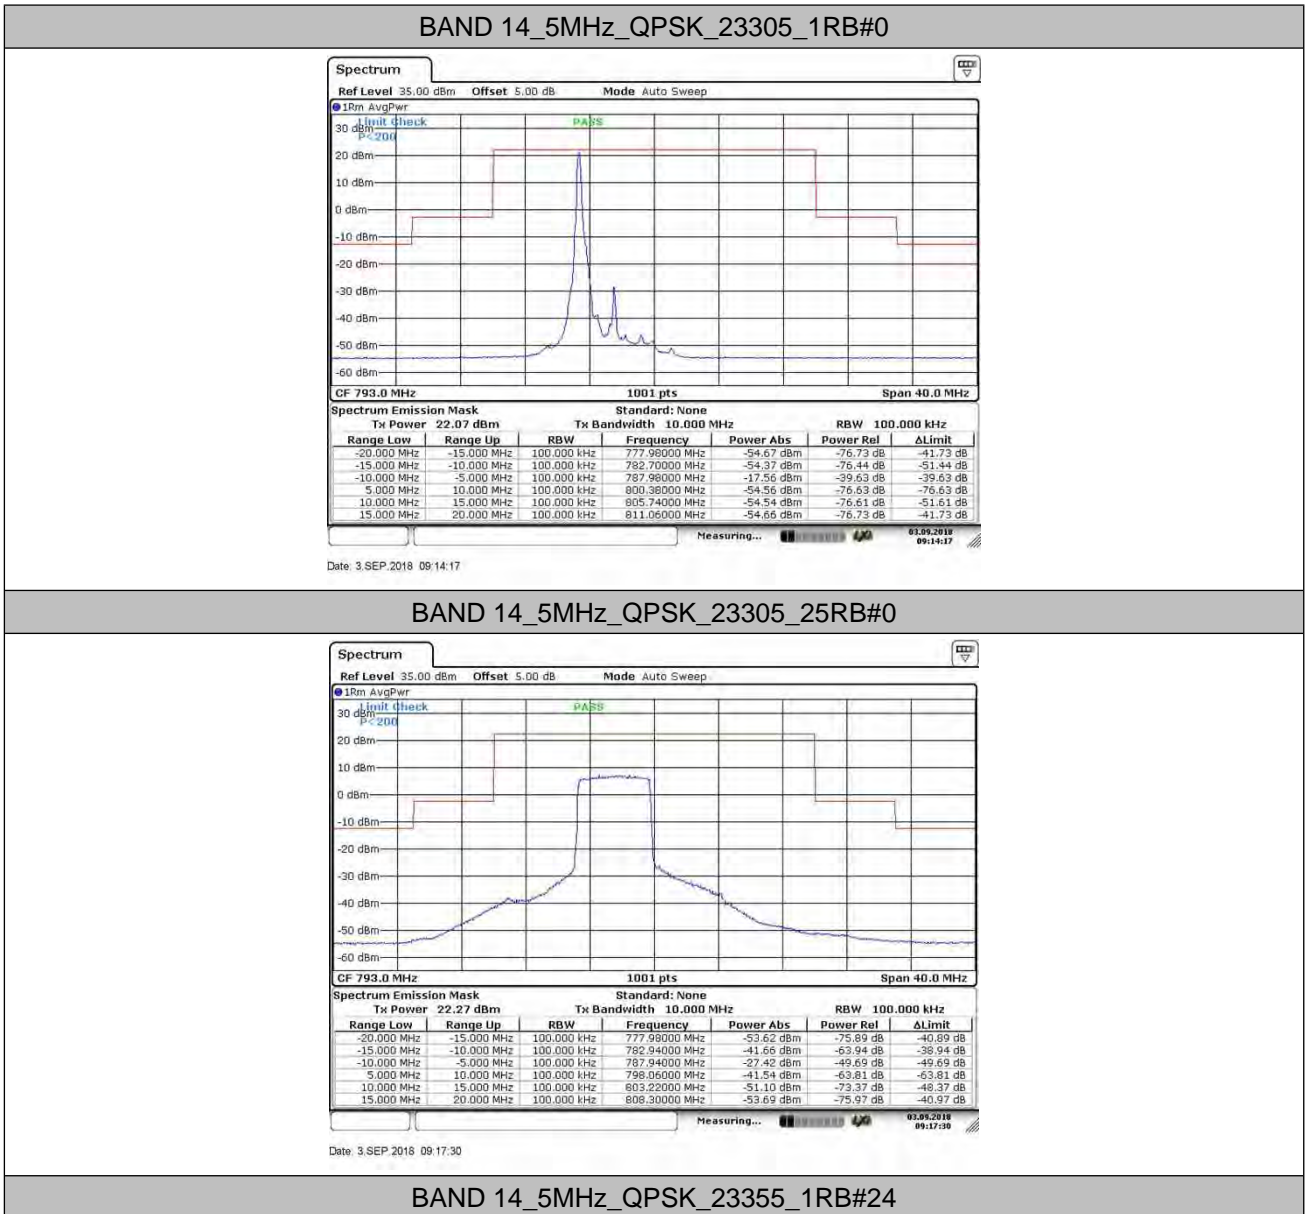 BAND 14_5MHz_QPSK_23305_1RB#0
Spectrum
Ref Level 35.00 dBm Offset 5.00 dB Mode Auto Sweep
1Rm AvgPwr
Limit Check PASS
30 dBm
P<200
20 dBm
10 dBm
0 dBm
-10 dBm
-20 dBm
-30 dBm
-40 dBm
-50 dBm
-60 dBm
CF 793.0 MHz 1001 pts Span 40.0 MHz
Spectrum Emission Mask Standard: None
Tx Power 22.07 dBm Tx Bandwidth 10.000 MHz RBW 100.000 kHz
Range Low Range Up RBW Frequency Power Abs Power Rel ΔLimit
-20.000 MHz -15.000 MHz 100.000 kHz 777.98000 MHz -54.67 dBm -76.73 dB -41.73 dB
-15.000 MHz -10.000 MHz 100.000 kHz 782.70000 MHz -54.37 dBm -76.44 dB -51.44 dB
-10.000 MHz -5.000 MHz 100.000 kHz 787.98000 MHz -17.56 dBm -39.63 dB -39.63 dB
5.000 MHz 10.000 MHz 100.000 kHz 800.38000 MHz -54.56 dBm -76.63 dB -76.63 dB
10.000 MHz 15.000 MHz 100.000 kHz 805.74000 MHz -54.54 dBm -76.61 dB -51.61 dB
15.000 MHz 20.000 MHz 100.000 kHz 811.06000 MHz -54.66 dBm -76.73 dB -41.73 dB
Measuring... 03.09.2018
09:14:17
Date: 3.SEP.2018 09:14:17
BAND 14_5MHz_QPSK_23305_25RB#0
Spectrum
Ref Level 35.00 dBm Offset 5.00 dB Mode Auto Sweep
1Rm AvgPwr
Limit Check PASS
30 dBm
P<200
20 dBm
10 dBm
0 dBm
-10 dBm
-20 dBm
-30 dBm
-40 dBm
-50 dBm
-60 dBm
CF 793.0 MHz 1001 pts Span 40.0 MHz
Spectrum Emission Mask Standard: None
Tx Power 22.27 dBm Tx Bandwidth 10.000 MHz RBW 100.000 kHz
Range Low Range Up RBW Frequency Power Abs Power Rel ΔLimit
-20.000 MHz -15.000 MHz 100.000 kHz 777.98000 MHz -53.62 dBm -75.89 dB -40.89 dB
-15.000 MHz -10.000 MHz 100.000 kHz 782.94000 MHz -41.66 dBm -63.94 dB -38.94 dB
-10.000 MHz -5.000 MHz 100.000 kHz 787.94000 MHz -27.42 dBm -49.69 dB -49.69 dB
5.000 MHz 10.000 MHz 100.000 kHz 798.06000 MHz -41.54 dBm -63.81 dB -63.81 dB
10.000 MHz 15.000 MHz 100.000 kHz 803.22000 MHz -51.10 dBm -73.37 dB -48.37 dB
15.000 MHz 20.000 MHz 100.000 kHz 808.30000 MHz -53.69 dBm -75.97 dB -40.97 dB
Measuring... 03.09.2018
09:17:30
Date: 3.SEP.2018 09:17:30
BAND 14_5MHz_QPSK_23355_1RB#24